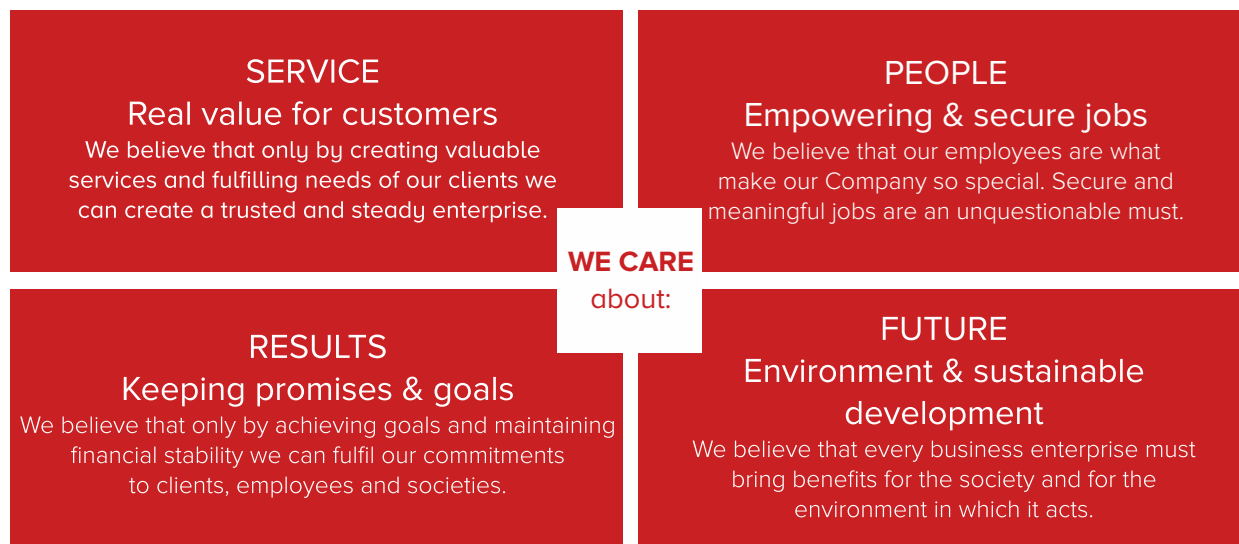 SERVICE
Real value for customers
We believe that only by creating valuable
services and fulfilling needs of our clients we
can create a trusted and steady enterprise.
PEOPLE
Empowering & secure jobs
We believe that our employees are what
make our Company so special. Secure and
meaningful jobs are an unquestionable must.
WE CARE
about:
RESULTS
Keeping promises & goals
We believe that only by achieving goals and maintaining
financial stability we can fulfil our commitments
to clients, employees and societies.
FUTURE
Environment & sustainable
development
We believe that every business enterprise must
bring benefits for the society and for the
environment in which it acts.